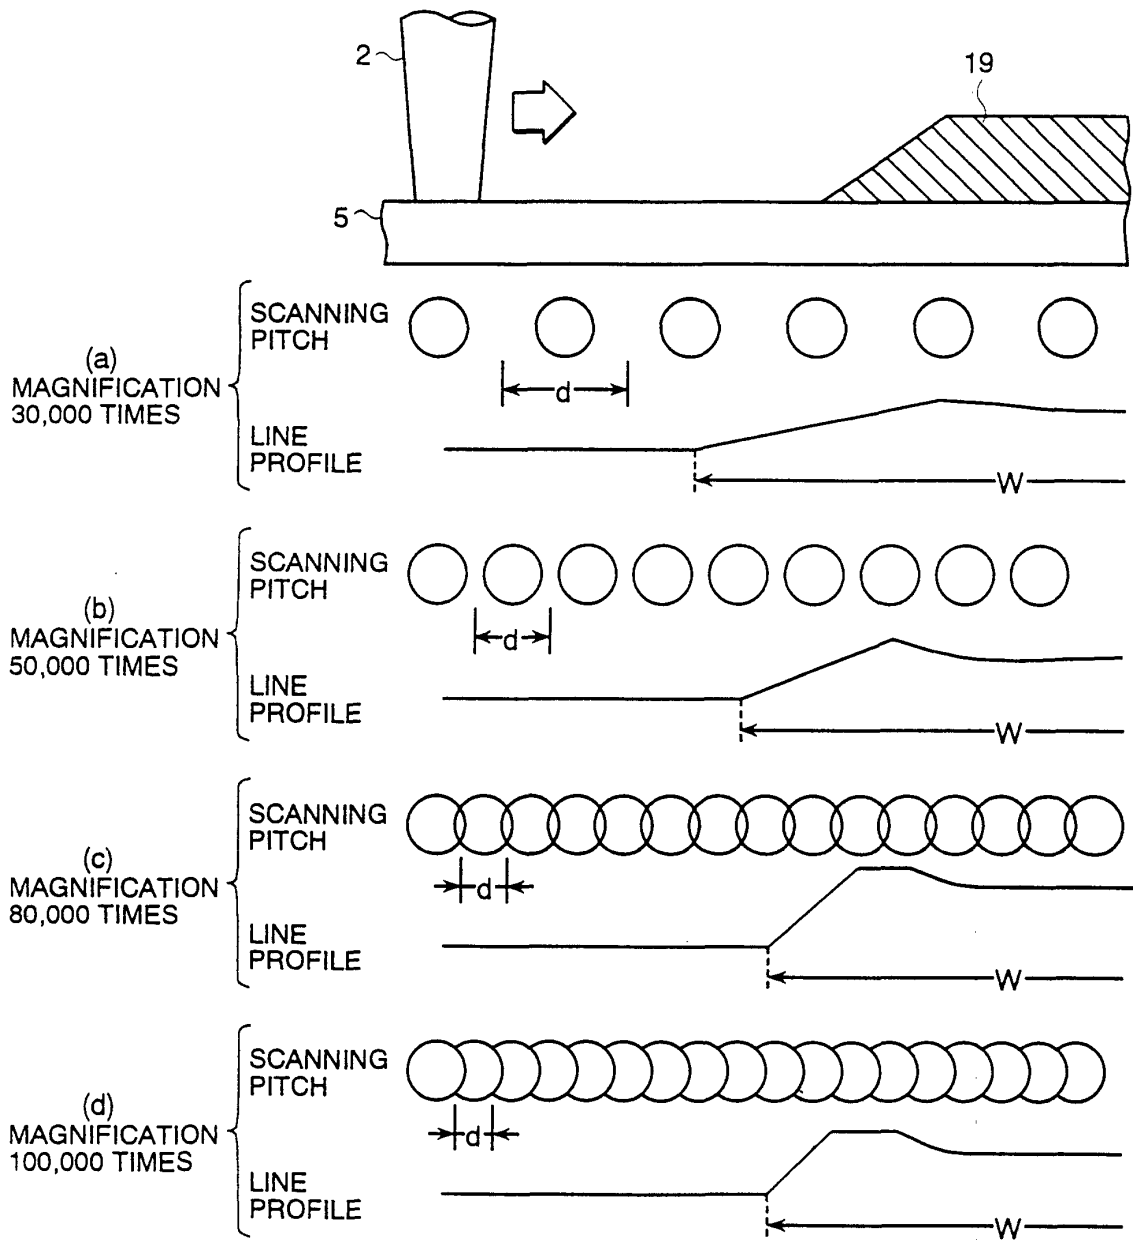 2
19
5
(a)
MAGNIFICATION
30,000 TIMES
SCANNING
PITCH
d
LINE
PROFILE
W
(b)
MAGNIFICATION
50,000 TIMES
SCANNING
PITCH
d
LINE
PROFILE
W
(c)
MAGNIFICATION
80,000 TIMES
SCANNING
PITCH
d
LINE
PROFILE
W
(d)
MAGNIFICATION
100,000 TIMES
SCANNING
PITCH
d
LINE
PROFILE
W